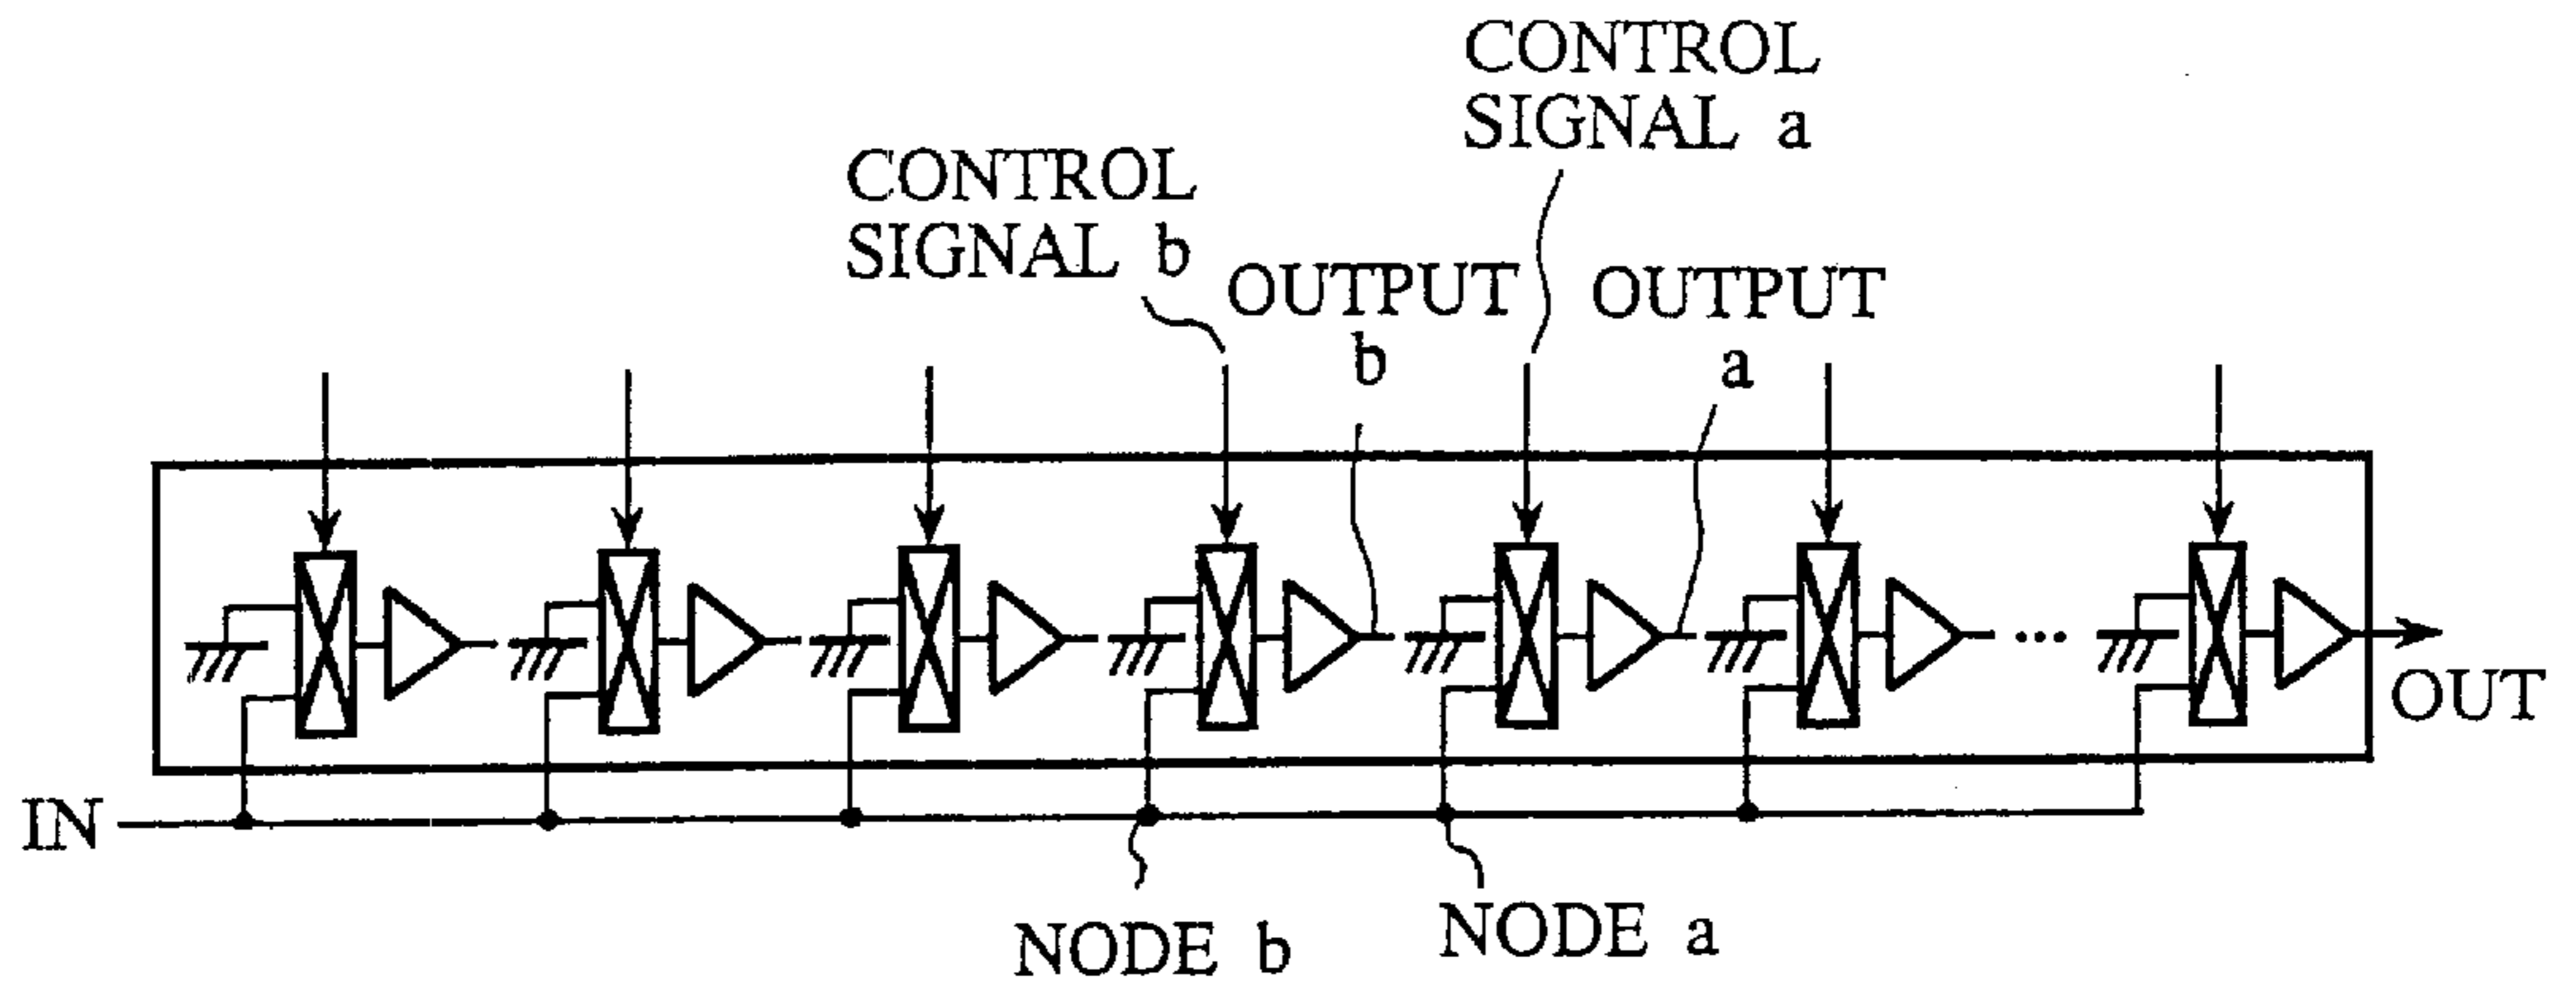 CONTROL
SIGNAL a
CONTROL
SIGNAL b
OUTPUT
b
OUTPUT
a
IN
OUT
NODE b
NODE a